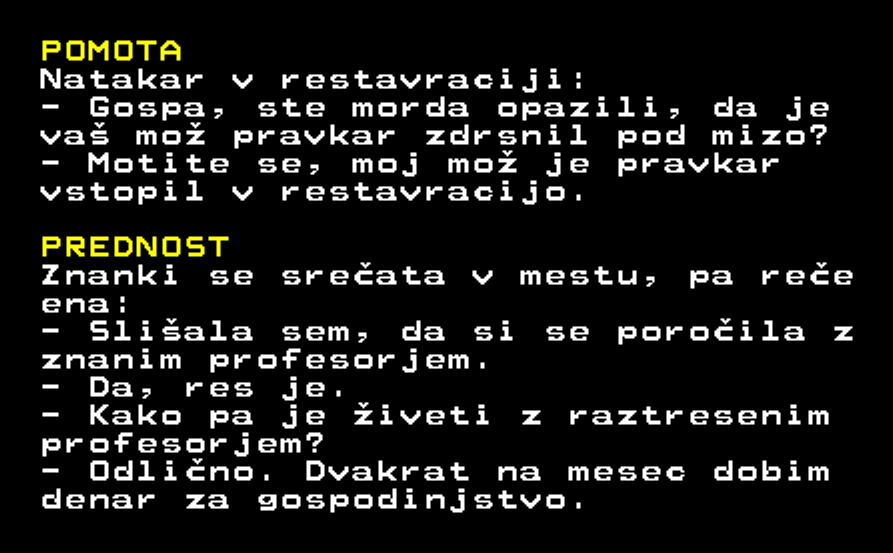 POMOTA
Natakar v restavraciji:
- Gospa, ste morda opazili, da je
vaš mož pravkar zdrsnil pod mizo?
- Motite se, moj mož je pravkar
vstopil v restavracijo.
PREDNOST
Znanki se srečata v mestu, pa reče
ena:
- Slišala sem, da si se poročila z
znanim profesorjem.
- Da, res je.
- Kako pa je živeti z raztresenim
profesorjem?
- Odlično. Dvakrat na mesec dobim
denar za gospodinjstvo.